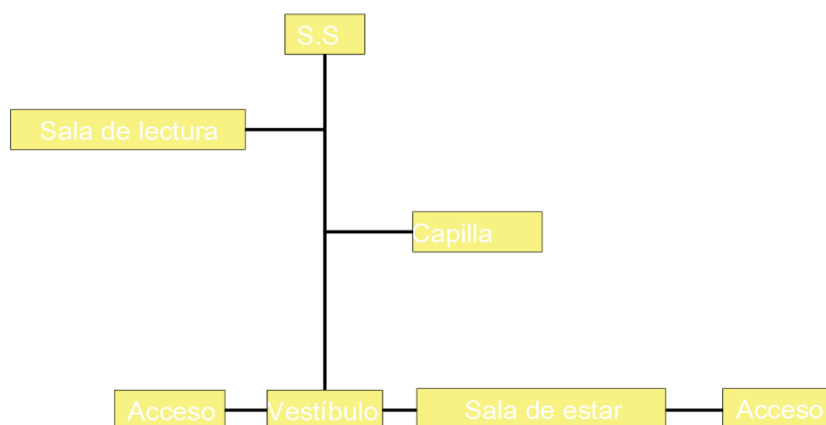 S.S
Sala de lectura
Capilla
Acceso
Vestíbulo
Sala de estar
Acceso